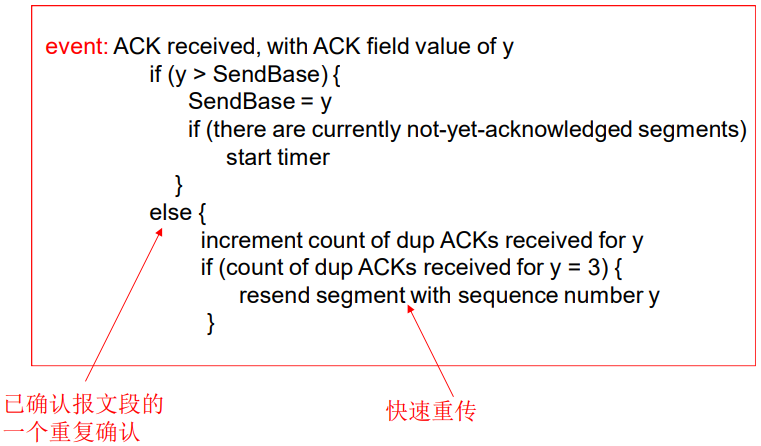 event: ACK received, with ACK field value of y
if (y > SendBase) {
SendBase = y
if (there are currently not-yet-acknowledged segments)
start timer
}
else {
increment count of dup ACKs received for y
if (count of dup ACKs received for y = 3) {
resend segment with sequence number y
}
已确认报文段的
一个重复确认
快速重传